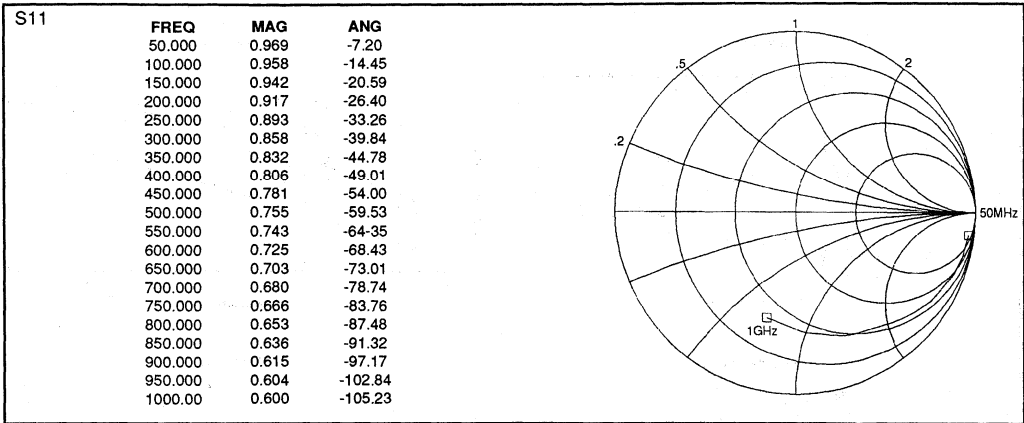 S11
FREQ MAG ANG
50.000 0.969 -7.20
100.000 0.958 -14.45
150.000 0.942 -20.59
200.000 0.917 -26.40
250.000 0.893 -33.26
300.000 0.858 -39.84
350.000 0.832 -44.78
400.000 0.806 -49.01
450.000 0.781 -54.00
500.000 0.755 -59.53
550.000 0.743 -64-35
600.000 0.725 -68.43
650.000 0.703 -73.01
700.000 0.680 -78.74
750.000 0.666 -83.76
800.000 0.653 -87.48
850.000 0.636 -91.32
900.000 0.615 -97.17
950.000 0.604 -102.84
1000.00 0.600 -105.23
1
.5
2
.2
50MHz
1GHz